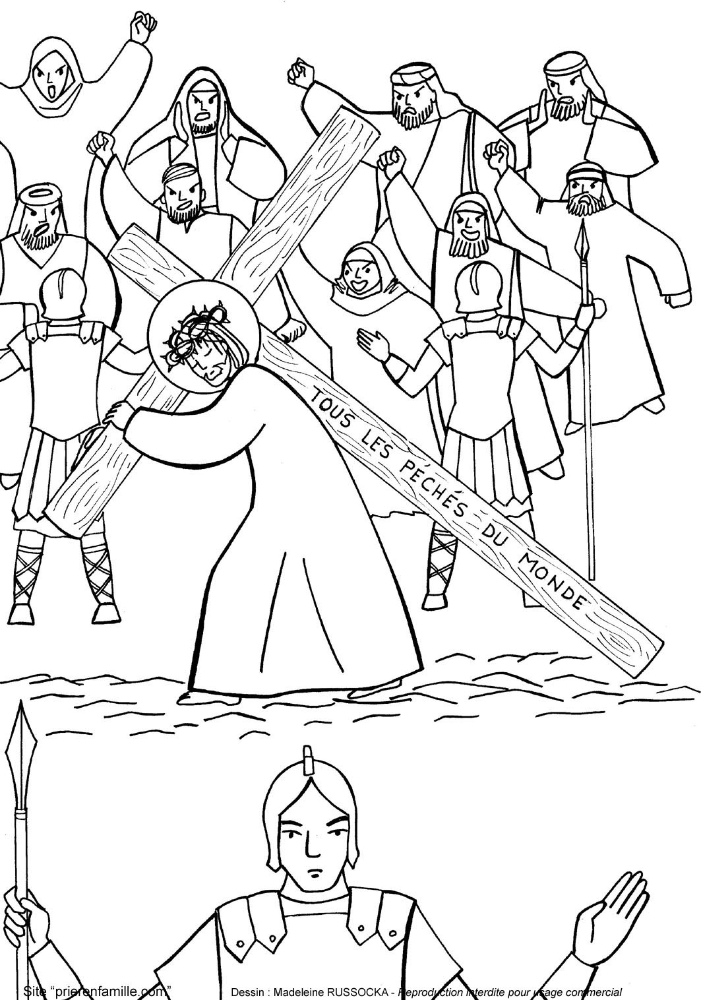 TOUS LES PÉCHÉS DU MONDE
Site "prierenfamille.com" Dessin : Madeleine RUSSOCKA - Reproduction interdite pour usage commercial